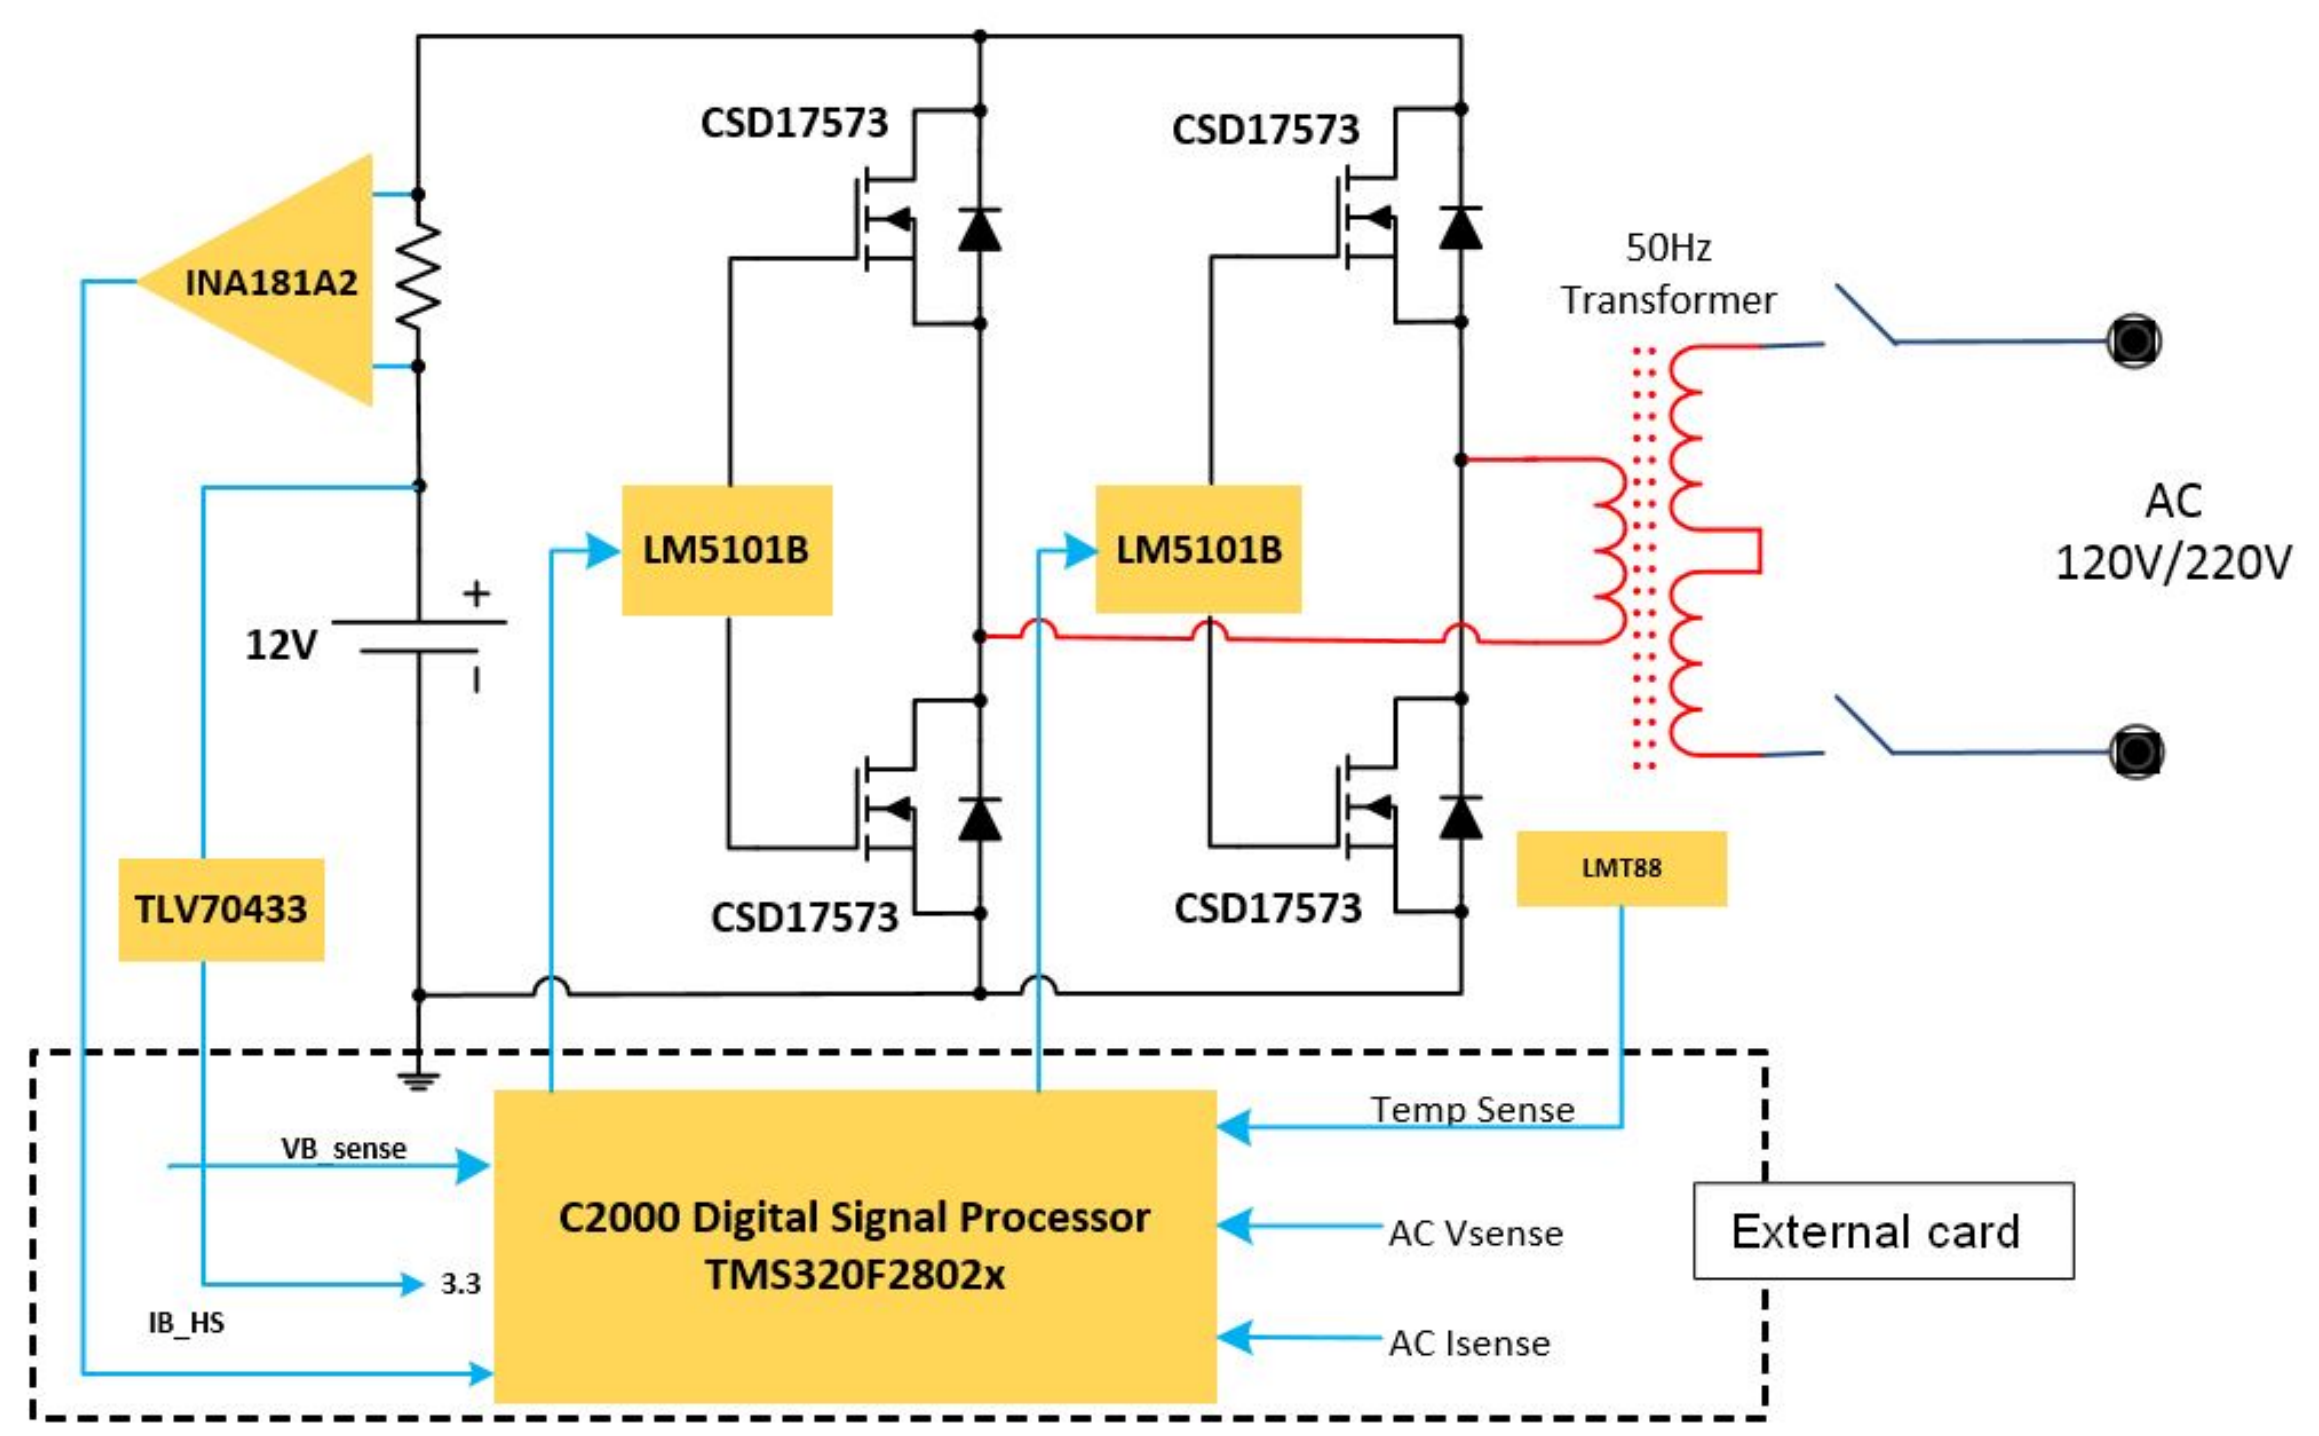 CSD17573
CSD17573
50Hz
Transformer
INA181A2
AC
120V/220V
LM5101B
LM5101B
+
12V
−
LMT88
TLV70433
CSD17573
CSD17573
Temp Sense
VB_sense
C2000 Digital Signal Processor
TMS320F2802x
AC Vsense
External card
3.3
IB_HS
AC Isense